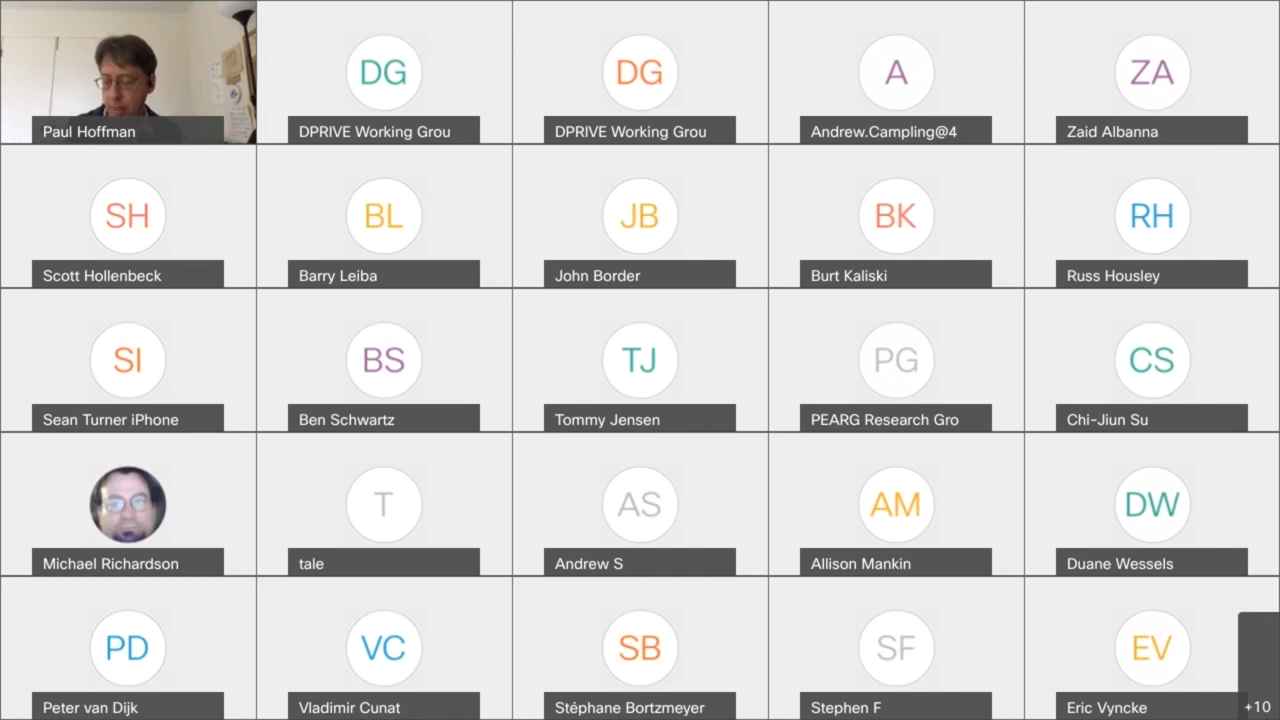 DG
DG
A
ZA
Paul Hoffman
DPRIVE Working Grou
DPRIVE Working Grou
Andrew.Campling@4
Zaid Albanna
SH
BL
JB
BK
RH
Scott Hollenbeck
Barry Leiba
John Border
Burt Kaliski
Russ Housley
SI
BS
TJ
PG
CS
Sean Turner iPhone
Ben Schwartz
Tommy Jensen
PEARG Research Gro
Chi-Jiun Su
T
AS
AM
DW
Michael Richardson
tale
Andrew S
Allison Mankin
Duane Wessels
PD
VC
SB
SF
EV
Peter van Dijk
Vladimir Cunat
Stéphane Bortzmeyer
Stephen F
Eric Vyncke
+10